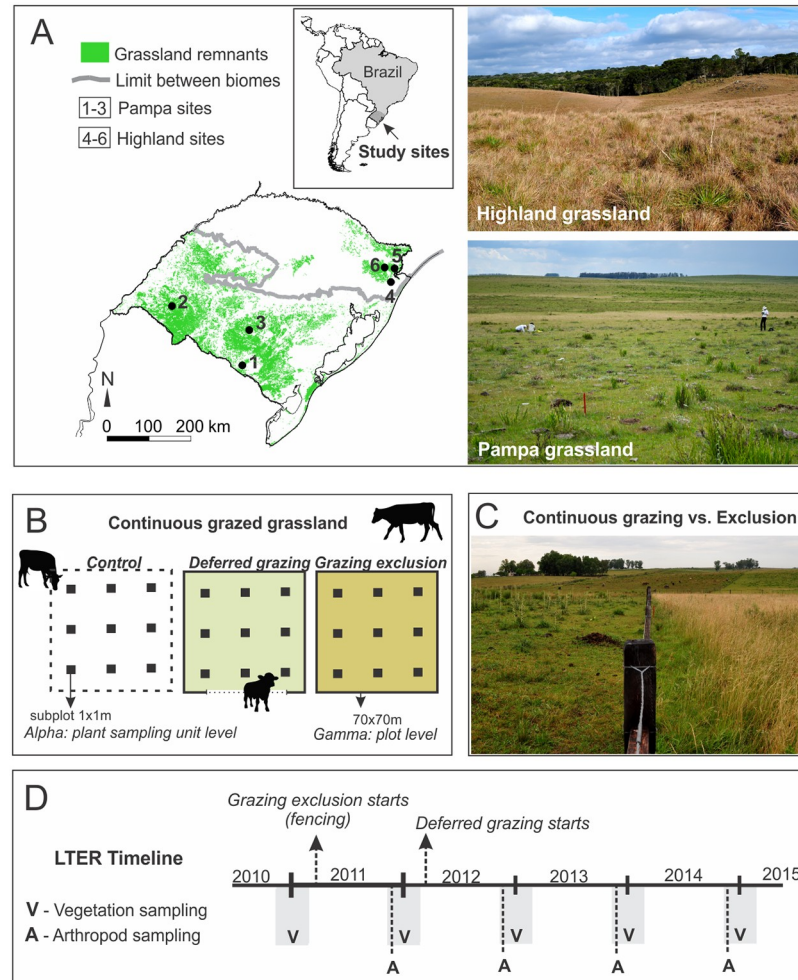 A
Grassland remnants
Limit between biomes
1-3 Pampa sites
4-6 Highland sites
Brazil
Study sites
Highland grassland
Pampa grassland
5
6
4
2
3
1
N
0 100 200 km
B
Continuous grazed grassland
Control
Deferred grazing
Grazing exclusion
subplot 1x1m
Alpha: plant sampling unit level
70x70m
Gamma: plot level
C
Continuous grazing vs. Exclusion
D
Grazing exclusion starts
(fencing)
Deferred grazing starts
LTER Timeline
2010 2011 2012 2013 2014 2015
V - Vegetation sampling
A - Arthropod sampling
V V V V V
A A A A